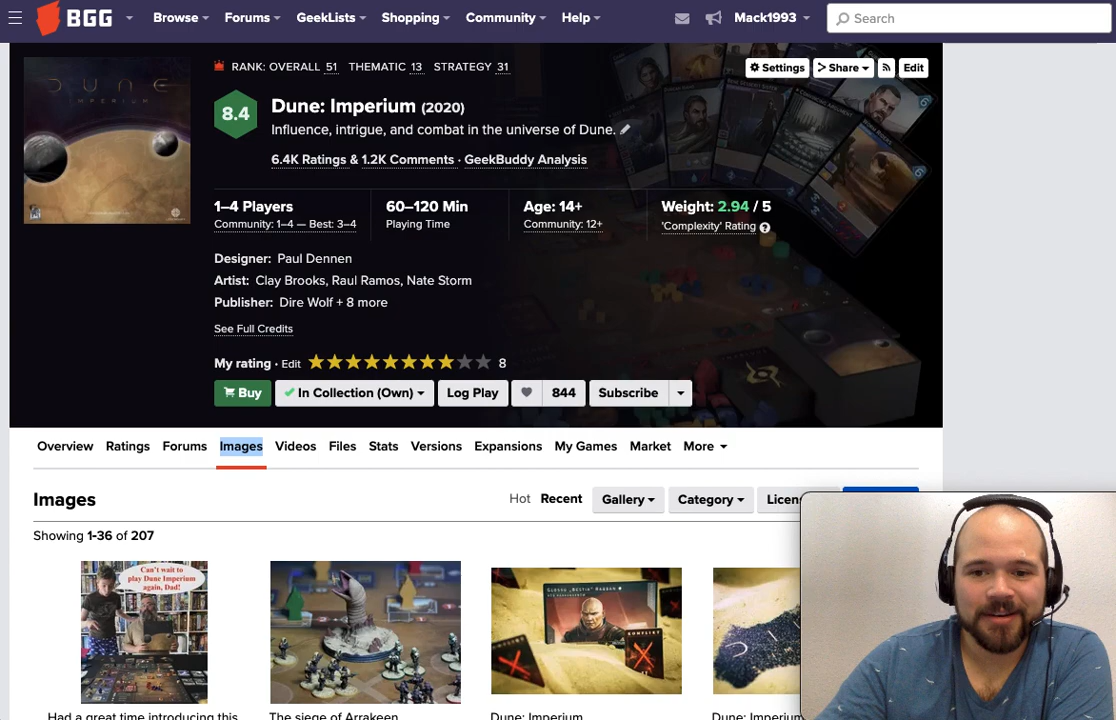 BGG Browse Forums GeekLists Shopping Community Help Mack1993 Search
DUNE
IMPERIUM
RANK: OVERALL 51 THEMATIC 13 STRATEGY 31
Settings Share Edit
8.4
Dune: Imperium (2020)
Influence, intrigue, and combat in the universe of Dune.
6.4K Ratings & 1.2K Comments · GeekBuddy Analysis
1–4 Players 60–120 Min Age: 14+ Weight: 2.94 / 5
Community: 1–4 — Best: 3–4 Playing Time Community: 12+ 'Complexity' Rating ?
Designer: Paul Dennen
Artist: Clay Brooks, Raul Ramos, Nate Storm
Publisher: Dire Wolf + 8 more
See Full Credits
My rating · Edit 8
Buy In Collection (Own) Log Play 844 Subscribe
Overview Ratings Forums Images Videos Files Stats Versions Expansions My Games Market More
Images Hot Recent Gallery Category Licen
Showing 1-36 of 207
Can't wait to
play Dune Imperium
again, Dad!
Had a great time introducing this The siege of Arrakeen Dune: Imperium Dune: Imperium